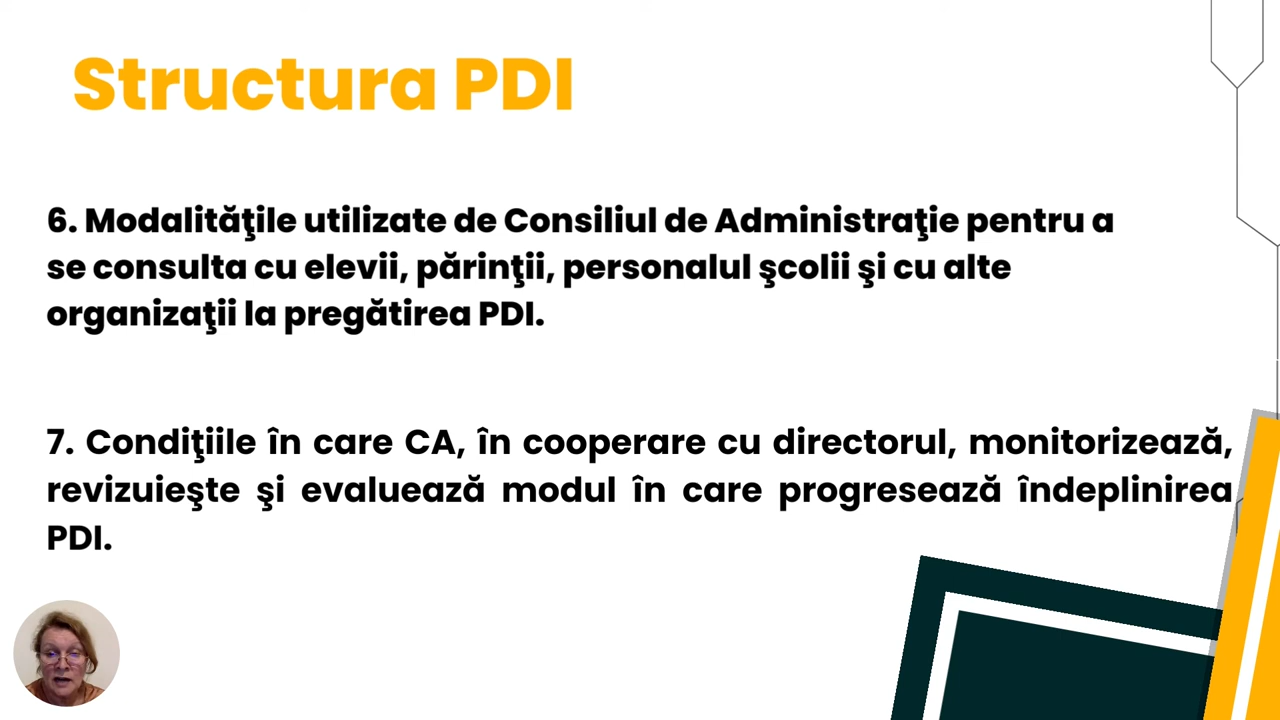 Structura PDI
6. Modalităţile utilizate de Consiliul de Administraţie pentru a
se consulta cu elevii, părinţii, personalul şcolii şi cu alte
organizaţii la pregătirea PDI.
7. Condiţiile în care CA, în cooperare cu directorul, monitorizează,
revizuieşte şi evaluează modul în care progresează îndeplinirea
PDI.